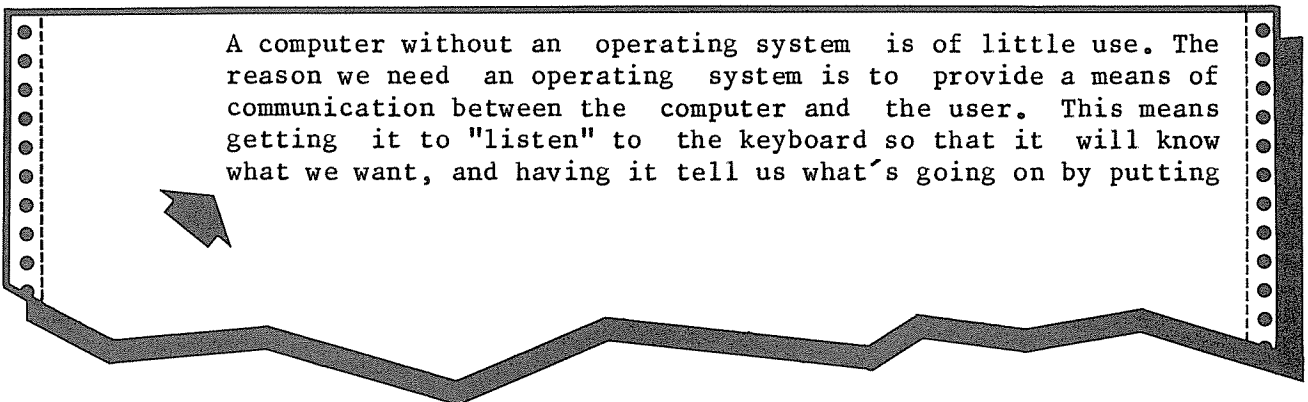 A computer without an  operating system  is of little use. The
reason we need  an operating  system is to  provide a means of
communication between the  computer and  the user.  This means
getting  it to "listen" to  the keyboard so that it  will know
what we want, and having it tell us what´s going on by putting